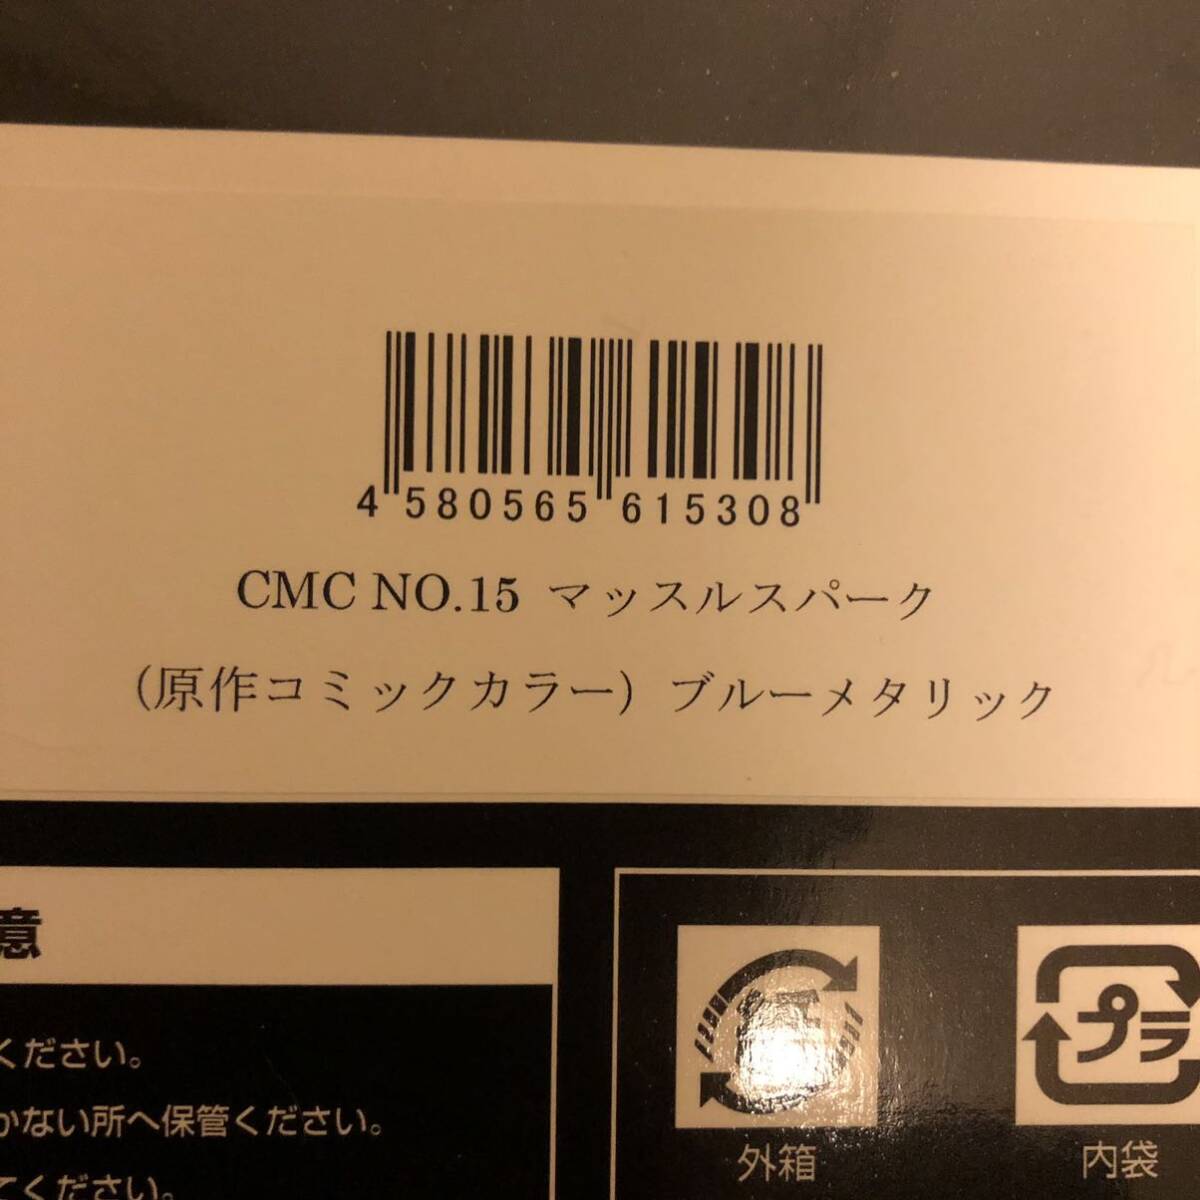 4 580565 615308
CMC NO.15 マッスルスパーク
(原作コミックカラー) ブルーメタリック
意
ください。
かない所へ保管ください。
てください。
プラ
外箱
内袋